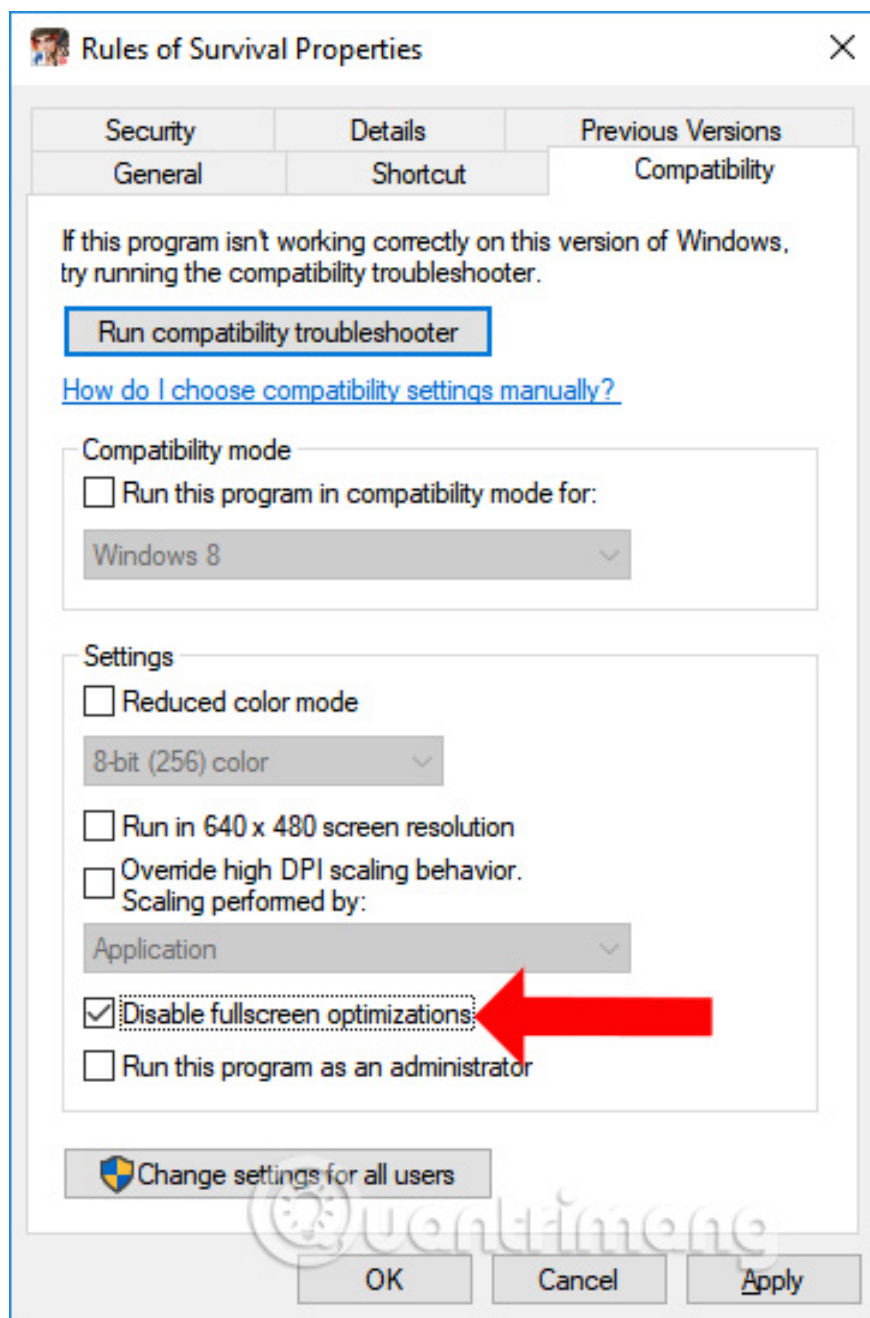 Rules of Survival Properties
Security Details Previous Versions
General Shortcut Compatibility
If this program isn't working correctly on this version of Windows,
try running the compatibility troubleshooter.
Run compatibility troubleshooter
How do I choose compatibility settings manually?
Compatibility mode
Run this program in compatibility mode for:
Windows 8
Settings
Reduced color mode
8-bit (256) color
Run in 640 x 480 screen resolution
Override high DPI scaling behavior.
Scaling performed by:
Application
Disable fullscreen optimizations
Run this program as an administrator
Change settings for all users
Quantrimang
OK Cancel Apply